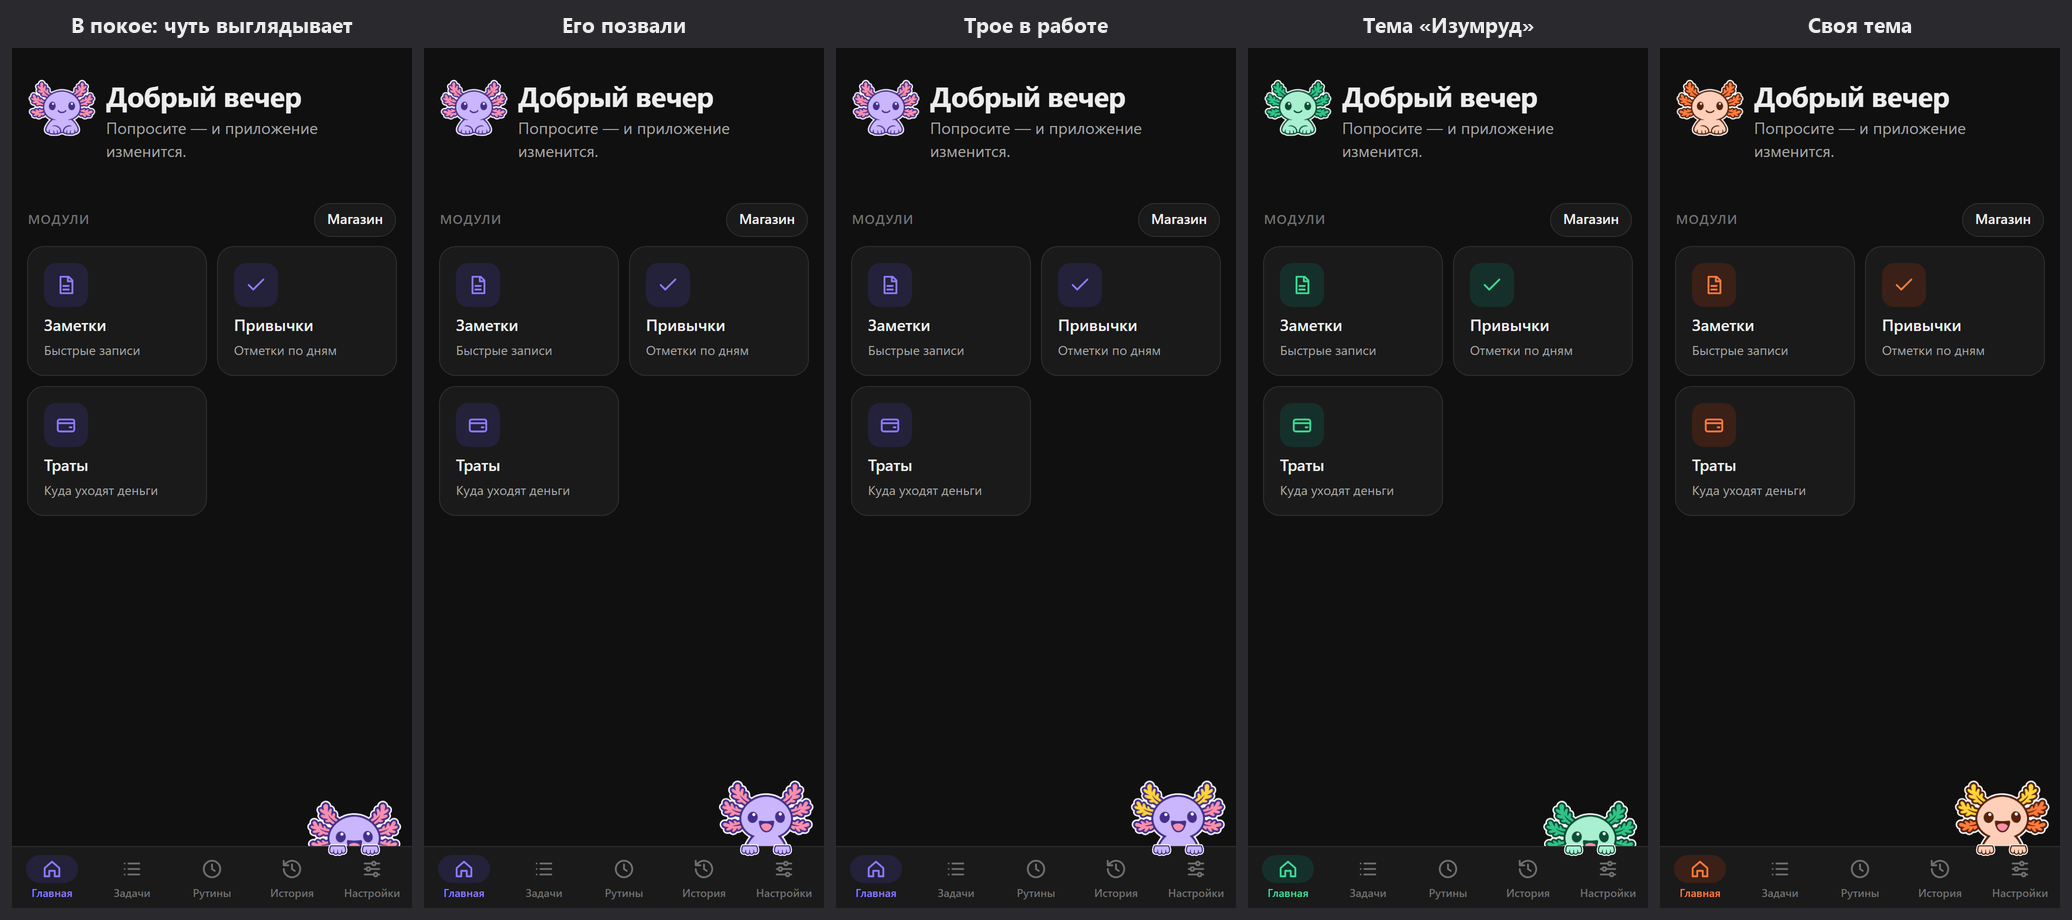 В покое: чуть выглядывает
Добрый вечер
Попросите — и приложение
изменится.
МОДУЛИ
Магазин
Заметки
Быстрые записи
Привычки
Отметки по дням
Траты
Куда уходят деньги
Главная
Задачи
Рутины
История
Настройки
Его позвали
Добрый вечер
Попросите — и приложение
изменится.
МОДУЛИ
Магазин
Заметки
Быстрые записи
Привычки
Отметки по дням
Траты
Куда уходят деньги
Главная
Задачи
Рутины
История
Настройки
Трое в работе
Добрый вечер
Попросите — и приложение
изменится.
МОДУЛИ
Магазин
Заметки
Быстрые записи
Привычки
Отметки по дням
Траты
Куда уходят деньги
Главная
Задачи
Рутины
История
Настройки
Тема «Изумруд»
Добрый вечер
Попросите — и приложение
изменится.
МОДУЛИ
Магазин
Заметки
Быстрые записи
Привычки
Отметки по дням
Траты
Куда уходят деньги
Главная
Задачи
Рутины
История
Настройки
Своя тема
Добрый вечер
Попросите — и приложение
изменится.
МОДУЛИ
Магазин
Заметки
Быстрые записи
Привычки
Отметки по дням
Траты
Куда уходят деньги
Главная
Задачи
Рутины
История
Настройки